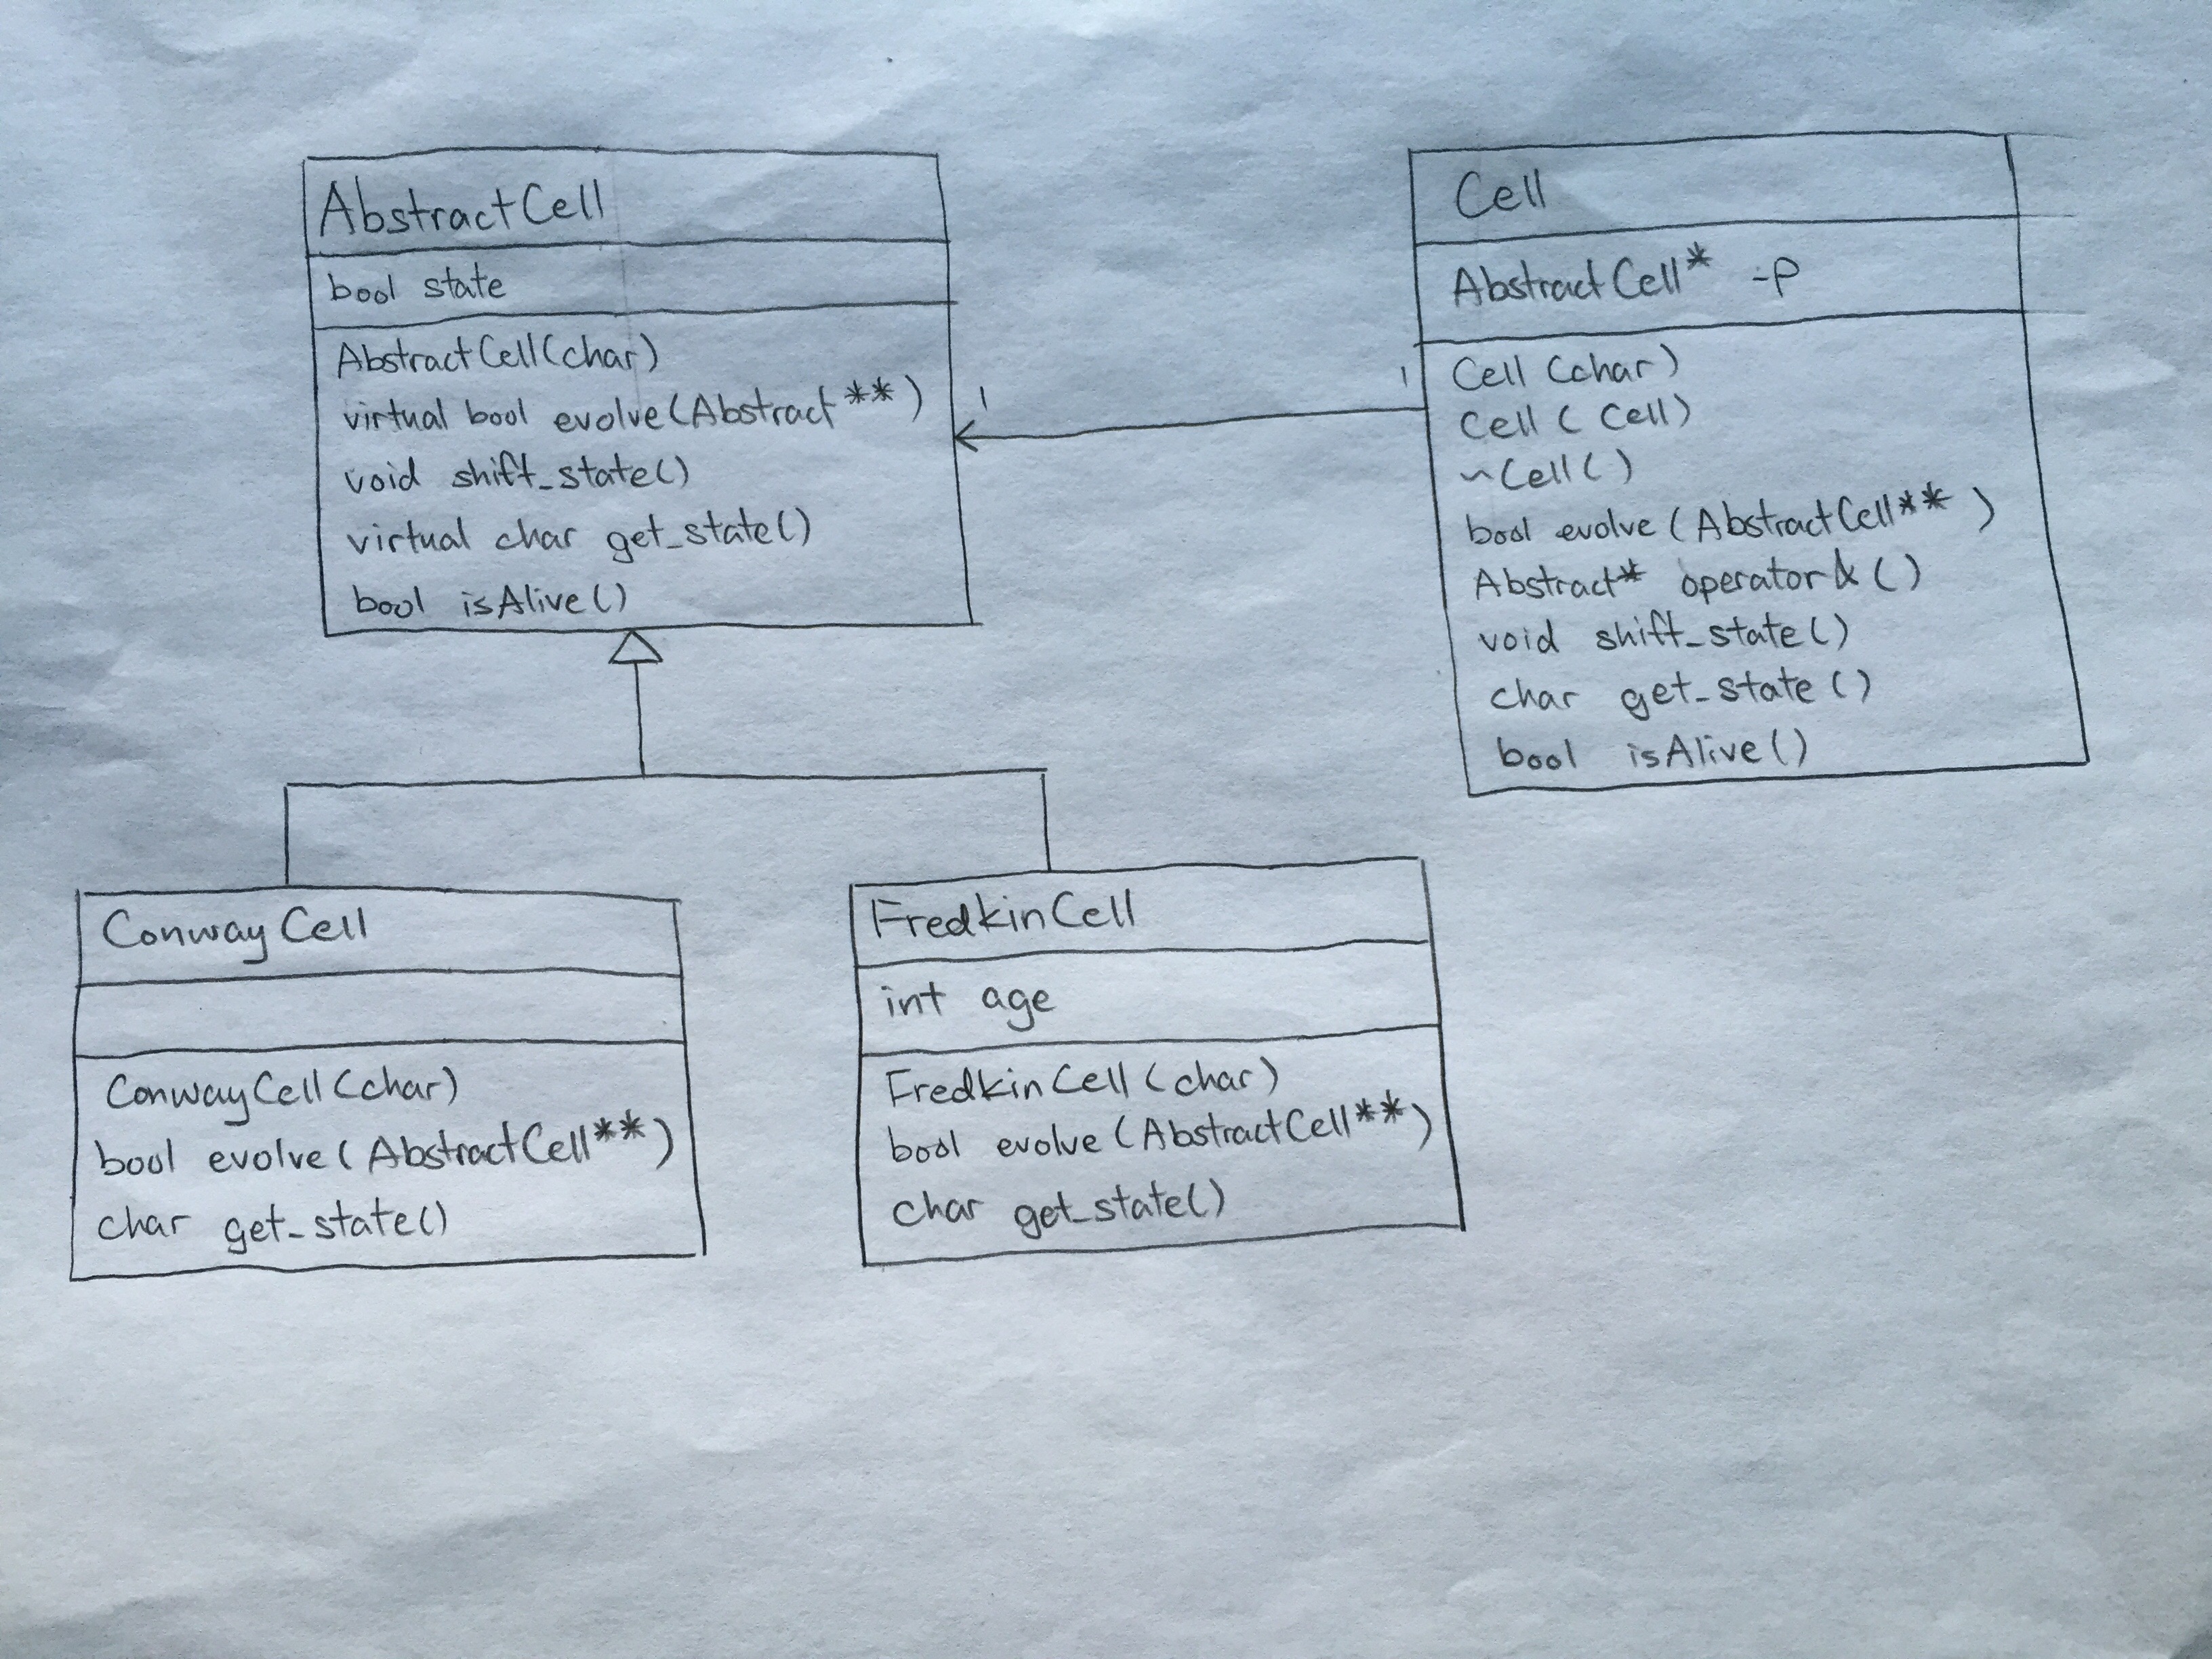 AbstractCell
bool state
AbstractCell(char)
virtual bool evolve(Abstract**)
void shift_state()
virtual char get_state()
bool isAlive()
1
1
Cell
AbstractCell* -p
Cell (char)
Cell ( Cell)
~Cell()
bool evolve (AbstractCell**)
Abstract* operator& ()
void shift_state()
char get_state ()
bool isAlive()
ConwayCell
ConwayCell(char)
bool evolve (AbstractCell**)
char get_state()
FredkinCell
int age
FredkinCell (char)
bool evolve (AbstractCell**)
char get_state()